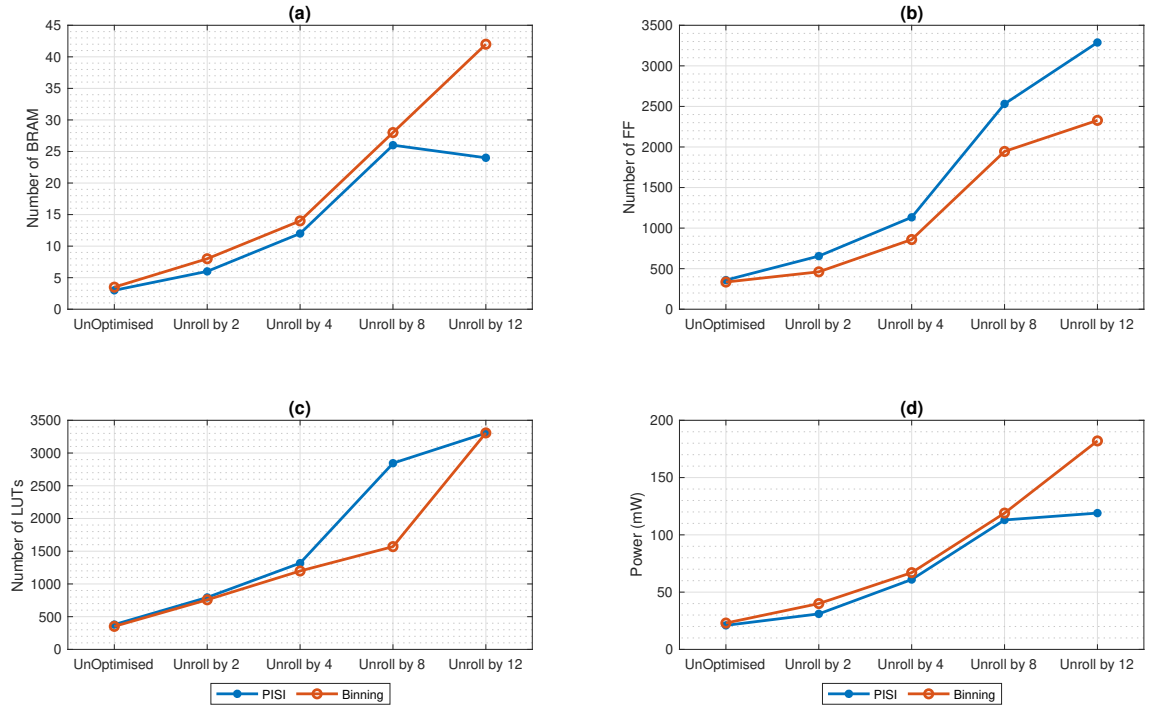 (a)
45
40
35
30
25
20
15
10
5
0
Number of BRAM
UnOptimised Unroll by 2 Unroll by 4 Unroll by 8 Unroll by 12
(b)
3500
3000
2500
2000
1500
1000
500
0
Number of FF
UnOptimised Unroll by 2 Unroll by 4 Unroll by 8 Unroll by 12
(c)
3500
3000
2500
2000
1500
1000
500
0
Number of LUTs
UnOptimised Unroll by 2 Unroll by 4 Unroll by 8 Unroll by 12
PISI Binning
(d)
200
150
100
50
0
Power (mW)
UnOptimised Unroll by 2 Unroll by 4 Unroll by 8 Unroll by 12
PISI Binning